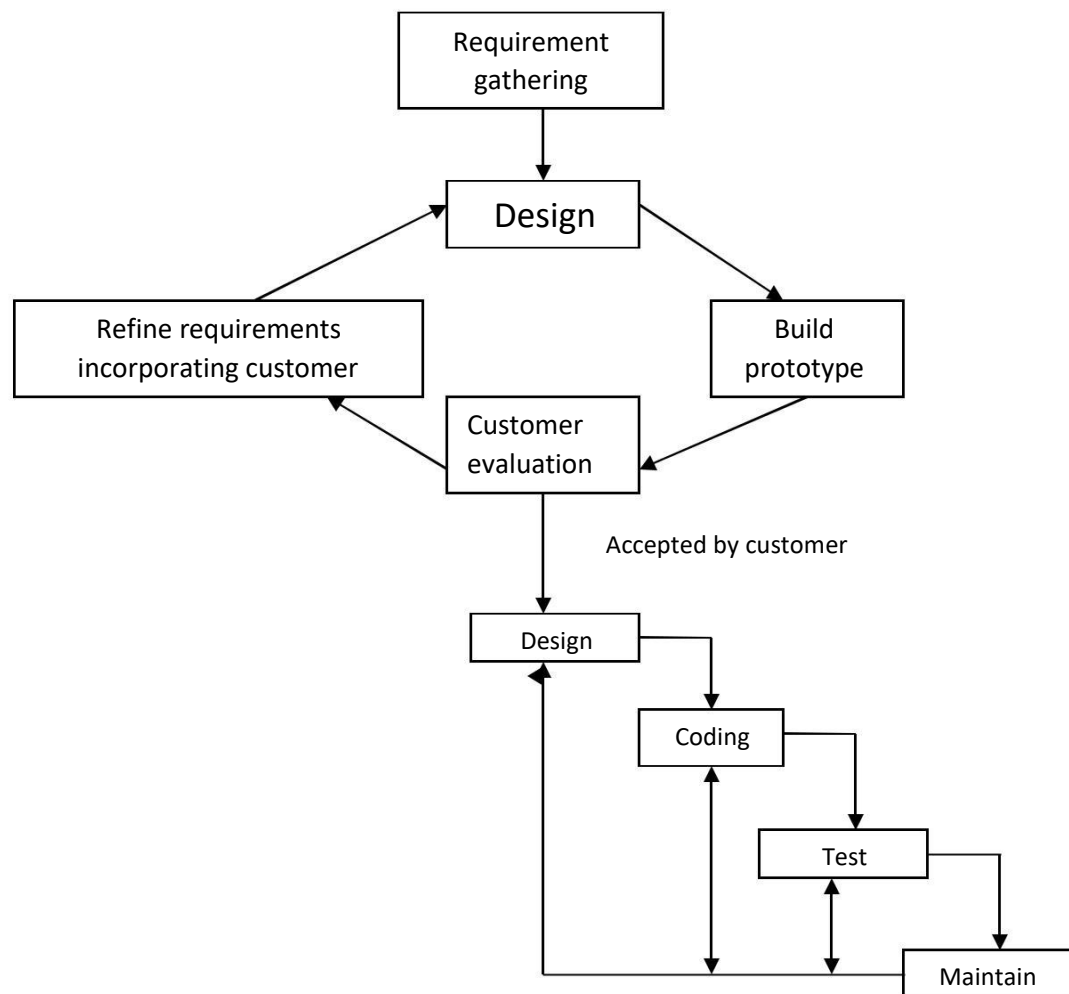 Requirement
gathering
Design
Refine requirements
incorporating customer
Build
prototype
Customer
evaluation
Accepted by customer
Design
Coding
Test
Maintain